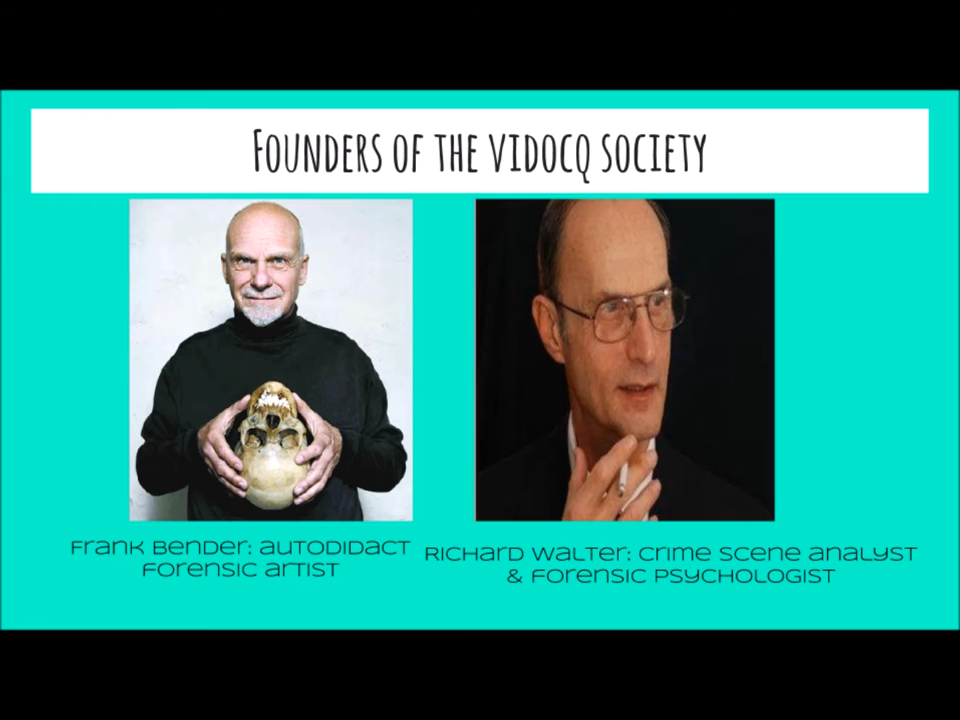 Founders of the vidocq society
Frank Bender: autodidact
forensic artist
Richard Walter: crime scene analyst
& forensic psychologist